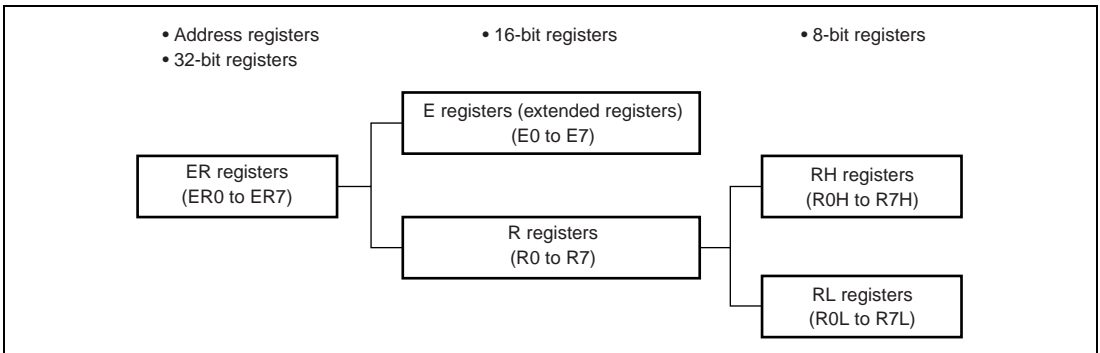 • Address registers
• 32-bit registers
• 16-bit registers
• 8-bit registers
E registers (extended registers)
(E0 to E7)
ER registers
(ER0 to ER7)
RH registers
(R0H to R7H)
R registers
(R0 to R7)
RL registers
(R0L to R7L)